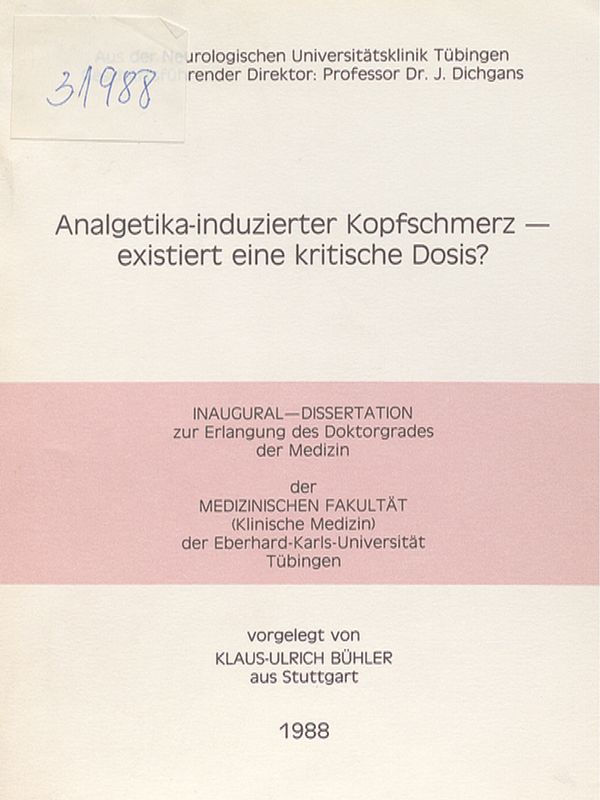 Aus der Neurologischen Universitätsklinik Tübingen
führender Direktor: Professor Dr. J. Dichgans
31988
Analgetika-induzierter Kopfschmerz —
existiert eine kritische Dosis?
INAUGURAL—DISSERTATION
zur Erlangung des Doktorgrades
der Medizin
der
MEDIZINISCHEN FAKULTÄT
(Klinische Medizin)
der Eberhard-Karls-Universität
Tübingen
vorgelegt von
KLAUS-ULRICH BÜHLER
aus Stuttgart
1988